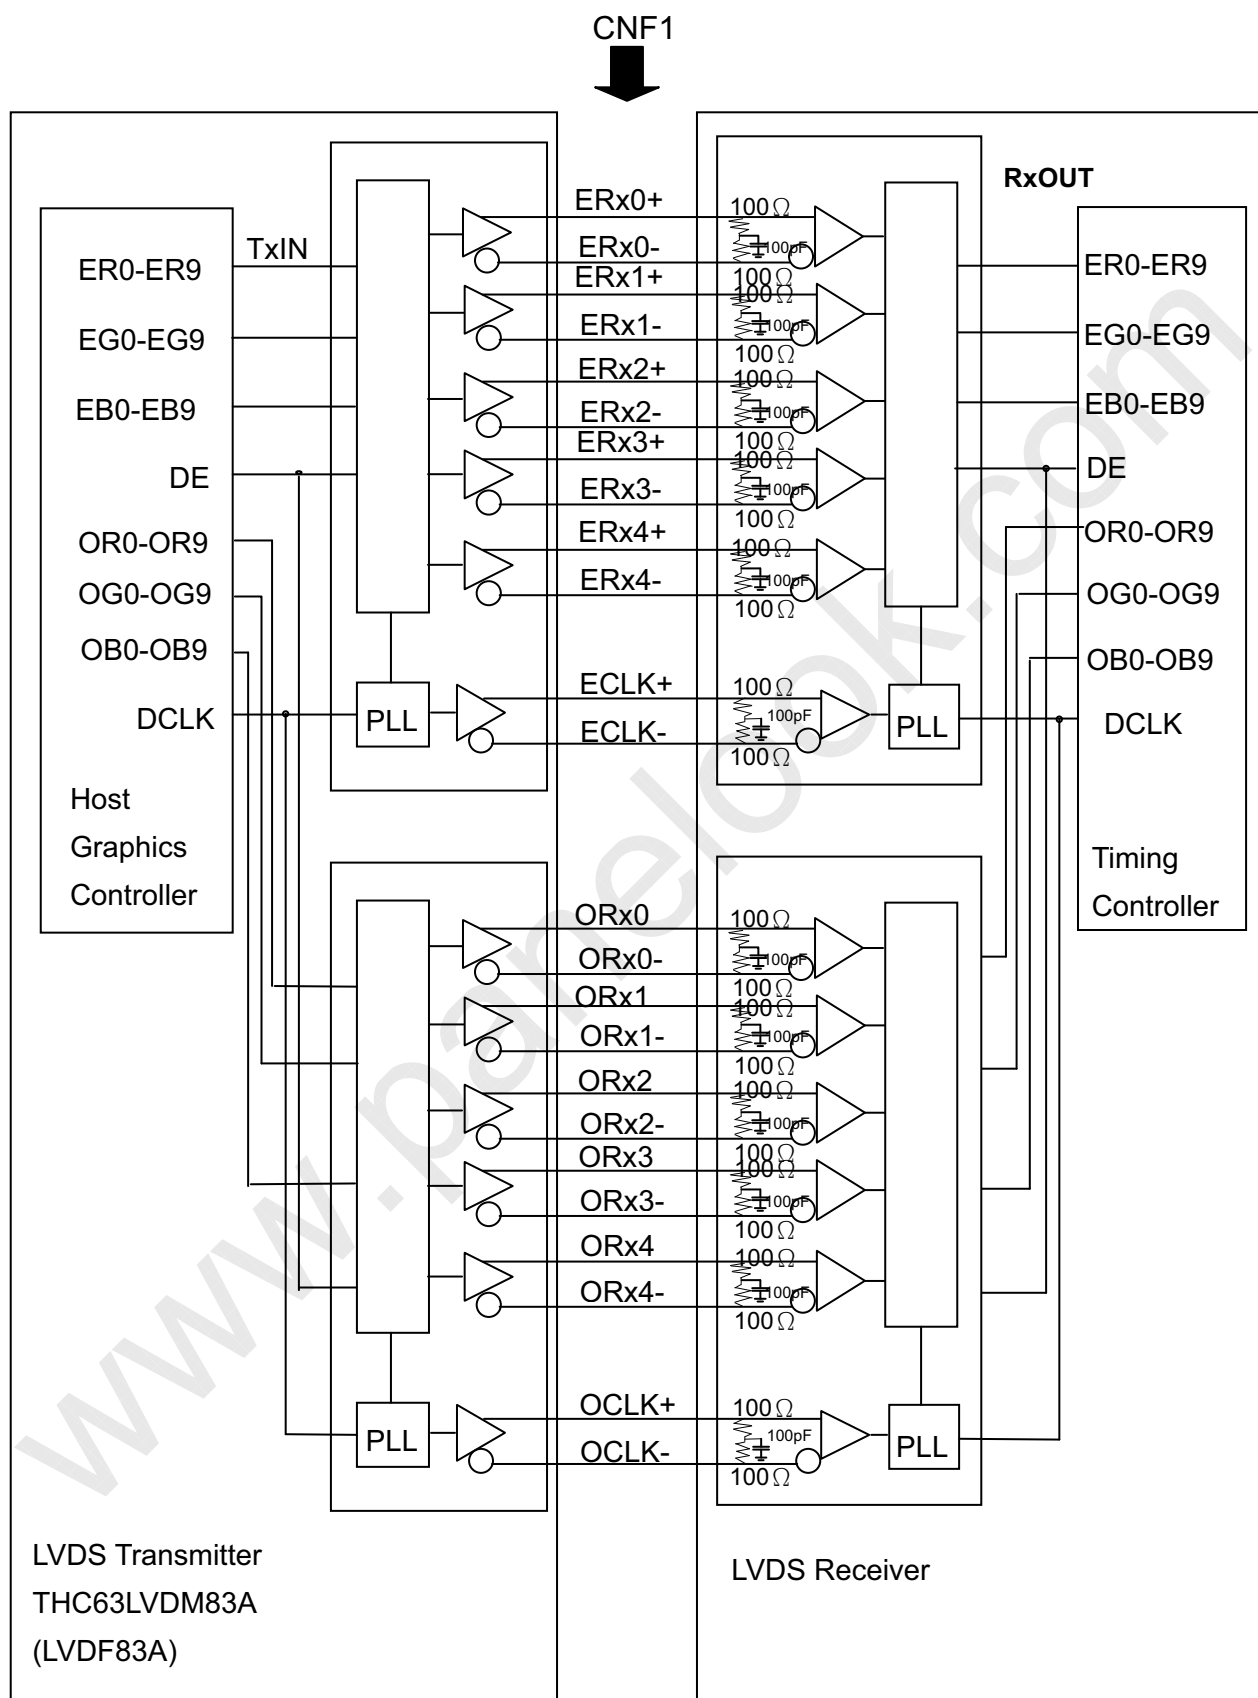 CNF1
RxOUT
TxIN
ER0-ER9
EG0-EG9
EB0-EB9
DE
OR0-OR9
OG0-OG9
OB0-OB9
DCLK
Host
Graphics
Controller
PLL
ERx0+
ERx0-
ERx1+
ERx1-
ERx2+
ERx2-
ERx3+
ERx3-
ERx4+
ERx4-
ECLK+
ECLK-
100Ω
100pF
100Ω
100Ω
100pF
100Ω
100Ω
100pF
100Ω
100Ω
100pF
100Ω
100Ω
100pF
100Ω
100Ω
100pF
100Ω
PLL
ER0-ER9
EG0-EG9
EB0-EB9
DE
OR0-OR9
OG0-OG9
OB0-OB9
DCLK
Timing
Controller
PLL
ORx0
ORx0-
ORx1
ORx1-
ORx2
ORx2-
ORx3
ORx3-
ORx4
ORx4-
OCLK+
OCLK-
100Ω
100pF
100Ω
100Ω
100pF
100Ω
100Ω
100pF
100Ω
100Ω
100pF
100Ω
100Ω
100pF
100Ω
100Ω
100pF
100Ω
PLL
LVDS Transmitter
THC63LVDM83A
(LVDF83A)
LVDS Receiver
www.panelook.com